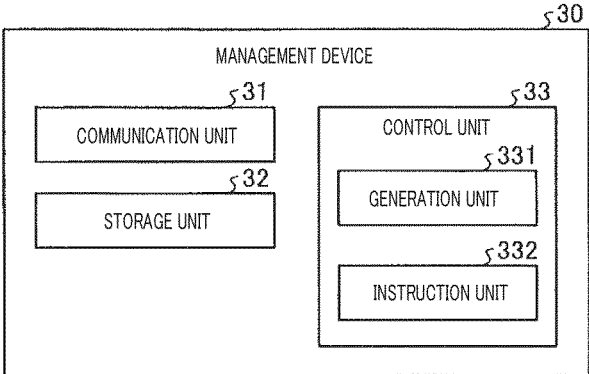 30
MANAGEMENT DEVICE
31
COMMUNICATION UNIT
32
STORAGE UNIT
33
CONTROL UNIT
331
GENERATION UNIT
332
INSTRUCTION UNIT